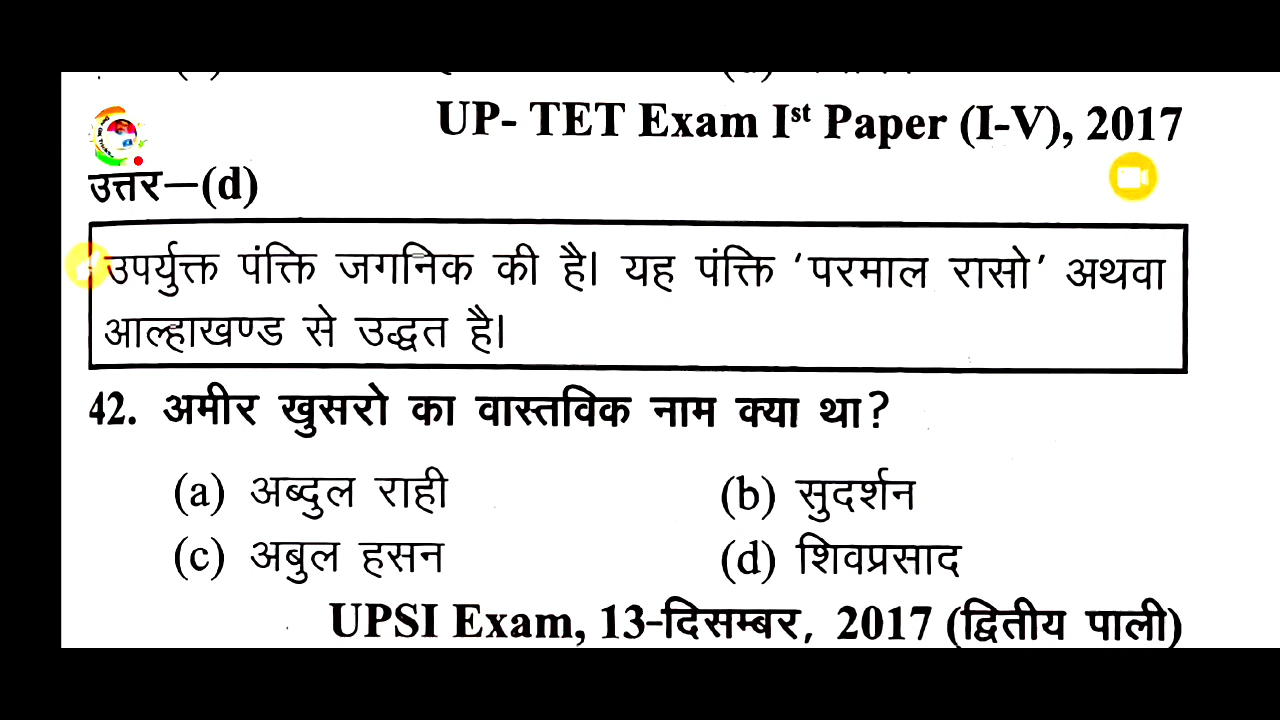 UP- TET Exam Ist Paper (I-V), 2017
उत्तर—(d)
उपर्युक्त पंक्ति जगनिक की है। यह पंक्ति ‘परमाल रासो’ अथवा
आल्हाखण्ड से उद्धत है।
42. अमीर खुसरो का वास्तविक नाम क्या था?
(a) अब्दुल राही (b) सुदर्शन
(c) अबुल हसन (d) शिवप्रसाद
UPSI Exam, 13-दिसम्बर, 2017 (द्वितीय पाली)